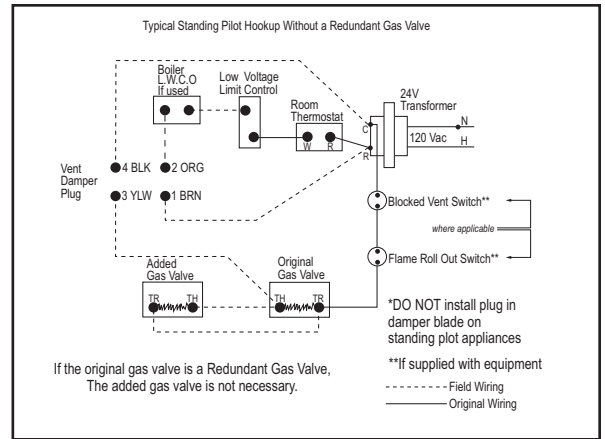 Typical Standing Pilot Hookup Without a Redundant Gas Valve
Boiler
L.W.C.O
If used
Low Voltage
Limit Control
Room
Thermostat
W R
24V
Transformer
C
R
N
120 Vac
H
Vent
Damper
Plug
4 BLK
2 ORG
3 YLW
1 BRN
Blocked Vent Switch**
where applicable
Flame Roll Out Switch**
Added
Gas Valve
TR TH
Original
Gas Valve
TH TR
*DO NOT install plug in
damper blade on
standing plot appliances
**If supplied with equipment
Field Wiring
Original Wiring
If the original gas valve is a Redundant Gas Valve,
The added gas valve is not necessary.